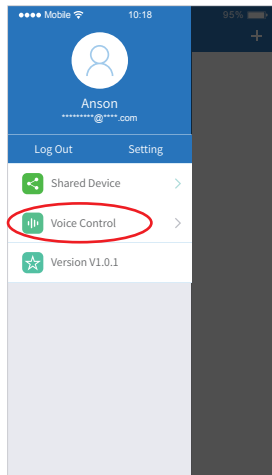 Mobile 10:18 95%
Anson
*********@****.com
Log Out Setting
Shared Device
Voice Control
Version V1.0.1